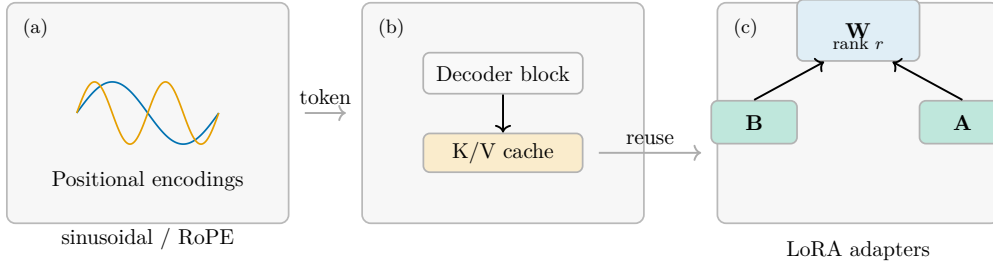 (a)
Positional encodings
sinusoidal / RoPE
token
(b)
Decoder block
K/V cache
reuse
(c)
W
rank r
B
A
LoRA adapters